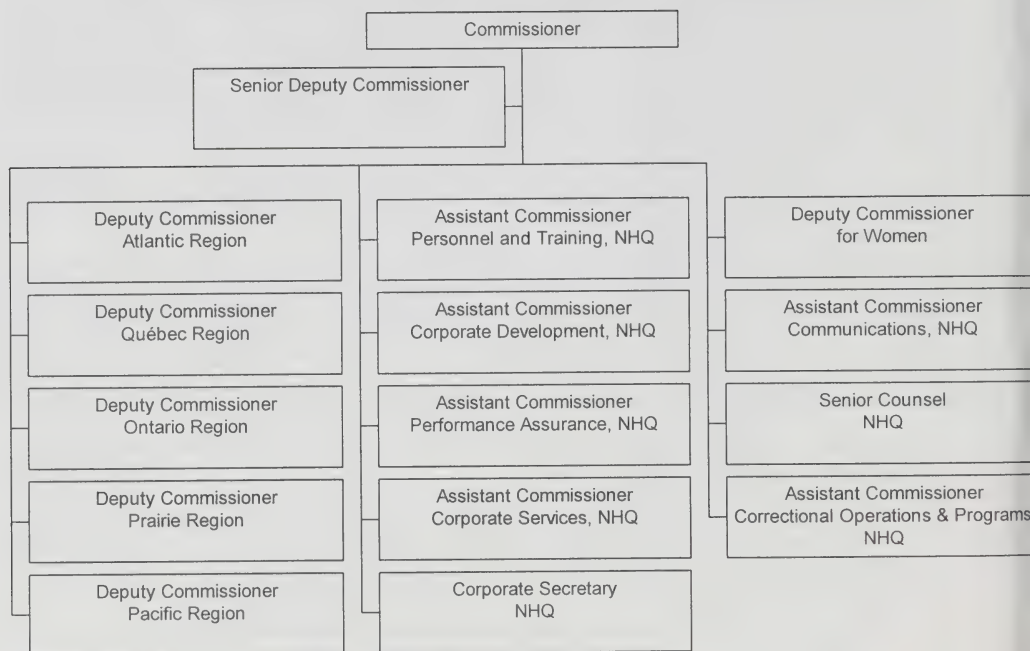 Commissioner
Senior Deputy Commissioner
Deputy Commissioner
Atlantic Region
Deputy Commissioner
Québec Region
Deputy Commissioner
Ontario Region
Deputy Commissioner
Prairie Region
Deputy Commissioner
Pacific Region
Assistant Commissioner
Personnel and Training, NHQ
Assistant Commissioner
Corporate Development, NHQ
Assistant Commissioner
Performance Assurance, NHQ
Assistant Commissioner
Corporate Services, NHQ
Corporate Secretary
NHQ
Deputy Commissioner
for Women
Assistant Commissioner
Communications, NHQ
Senior Counsel
NHQ
Assistant Commissioner
Correctional Operations & Programs
NHQ